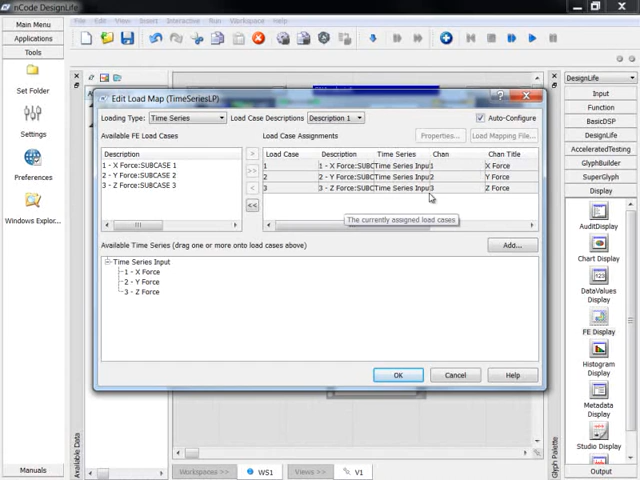 nCode DesignLife
Main Menu
File Edit View Insert Interactive Run Workspace Help
Applications
Tools
DesignLife
Set Folder
Input
Function
BasicDSP
DesignLife
AcceleratedTesting
GlyphBuilder
SuperGlyph
Display
Settings
Preferences
Windows Explor...
Manuals
Edit Load Map (TimeSeriesLP)
Loading Type: Time Series
Load Case Descriptions: Description 1
Auto-Configure
Available FE Load Cases
Load Case Assignments
Properties...
Load Mapping File...
Description
1 - X Force:SUBCASE 1
2 - Y Force:SUBCASE 2
3 - Z Force:SUBCASE 3
>
>>
<
<<
Load Case Description Time Series Chan Chan Title
1 1 - X Force:SUBC Time Series Input 1 X Force
2 2 - Y Force:SUBC Time Series Input 2 Y Force
3 3 - Z Force:SUBC Time Series Input 3 Z Force
The currently assigned load cases
Available Time Series (drag one or more onto load cases above)
Add...
Time Series Input
1 - X Force
2 - Y Force
3 - Z Force
OK
Cancel
Help
AuditDisplay
Chart Display
DataValues
Display
FE Display
Histogram
Display
Metadata
Display
Studio Display
Output
Available Data
Glyph Palette
Workspaces >>
WS1
Views >>
V1